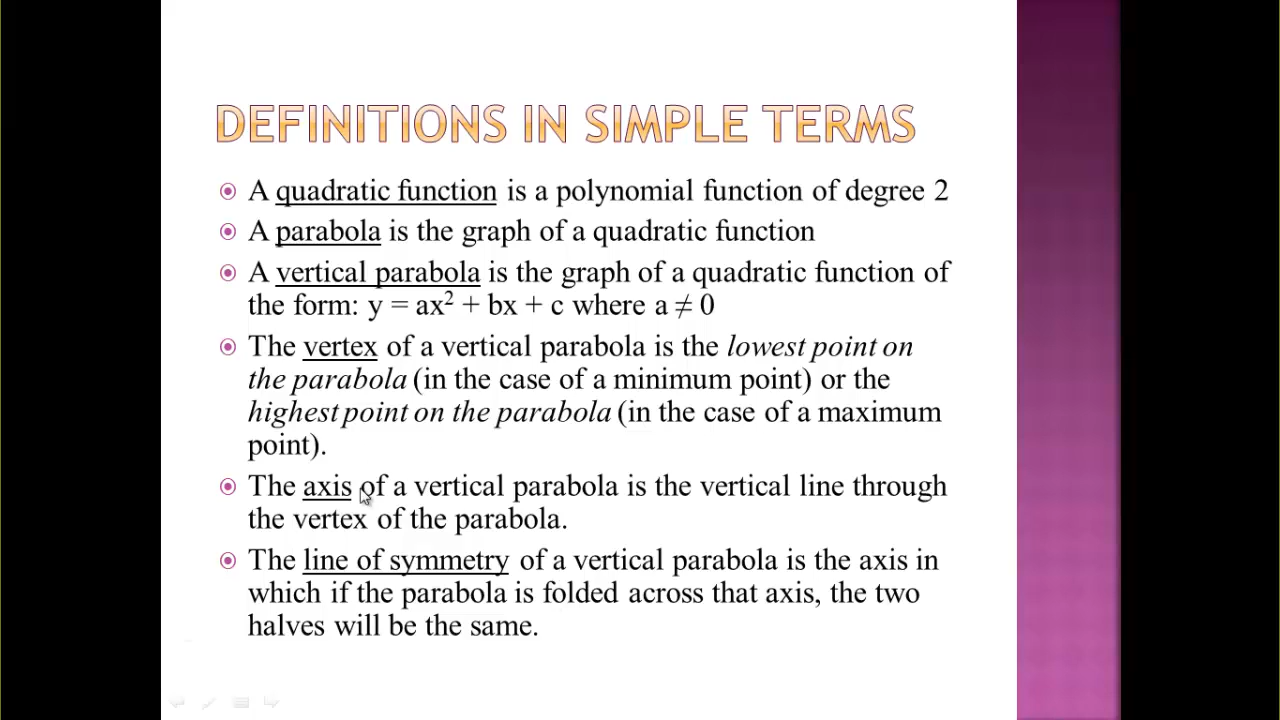 DEFINITIONS IN SIMPLE TERMS
A quadratic function is a polynomial function of degree 2
A parabola is the graph of a quadratic function
A vertical parabola is the graph of a quadratic function of
the form: y = ax² + bx + c where a ≠ 0
The vertex of a vertical parabola is the lowest point on
the parabola (in the case of a minimum point) or the
highest point on the parabola (in the case of a maximum
point).
The axis of a vertical parabola is the vertical line through
the vertex of the parabola.
The line of symmetry of a vertical parabola is the axis in
which if the parabola is folded across that axis, the two
halves will be the same.